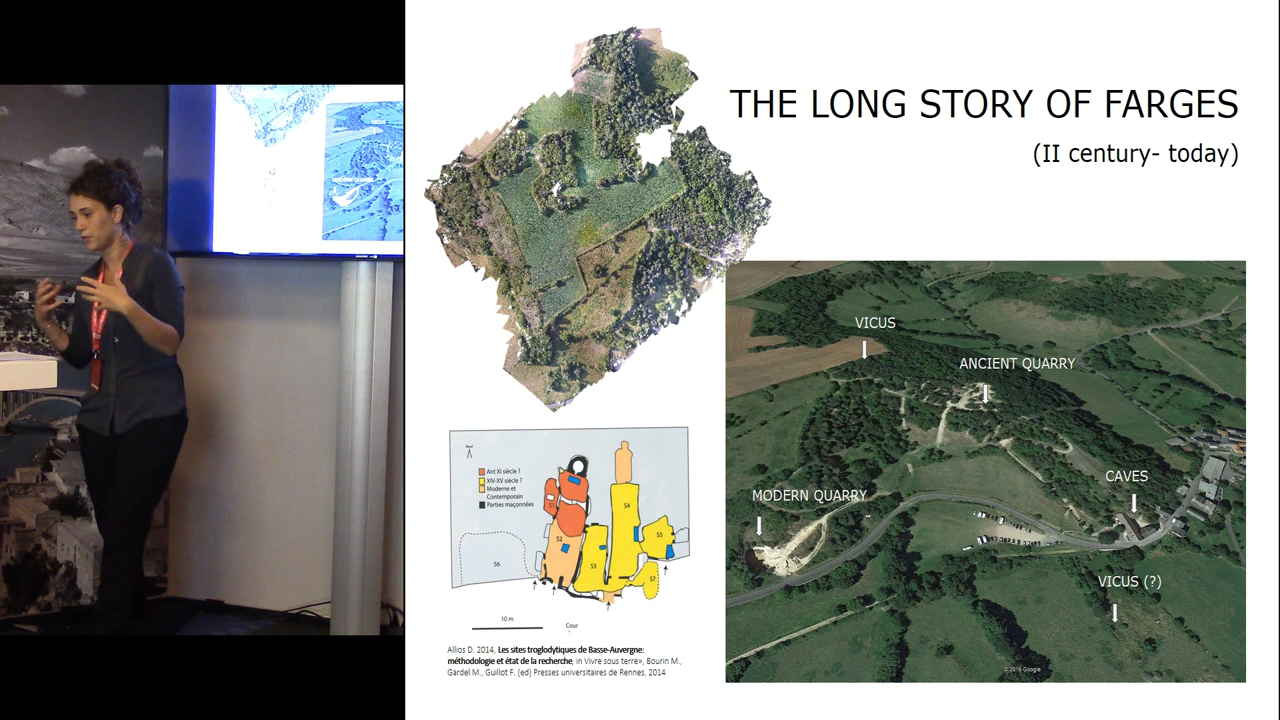 THE LONG STORY OF FARGES
(II century- today)
VICUS
ANCIENT QUARRY
CAVES
MODERN QUARRY
VICUS (?)
© 2016 Google
Nord
Ant XI siècle ?
XIV-XV siècle ?
Moderne et
Contemporain
Parties maçonnées
S1
S2
S3
S4
S5
S6
S7
10 m
Cour
Allios D. 2014, Les sites troglodytiques de Basse-Auvergne:
méthodologie et état de la recherche, in Vivre sous terre», Bourin M.,
Gardel M., Guillot F. (ed) Presses universitaires de Rennes, 2014